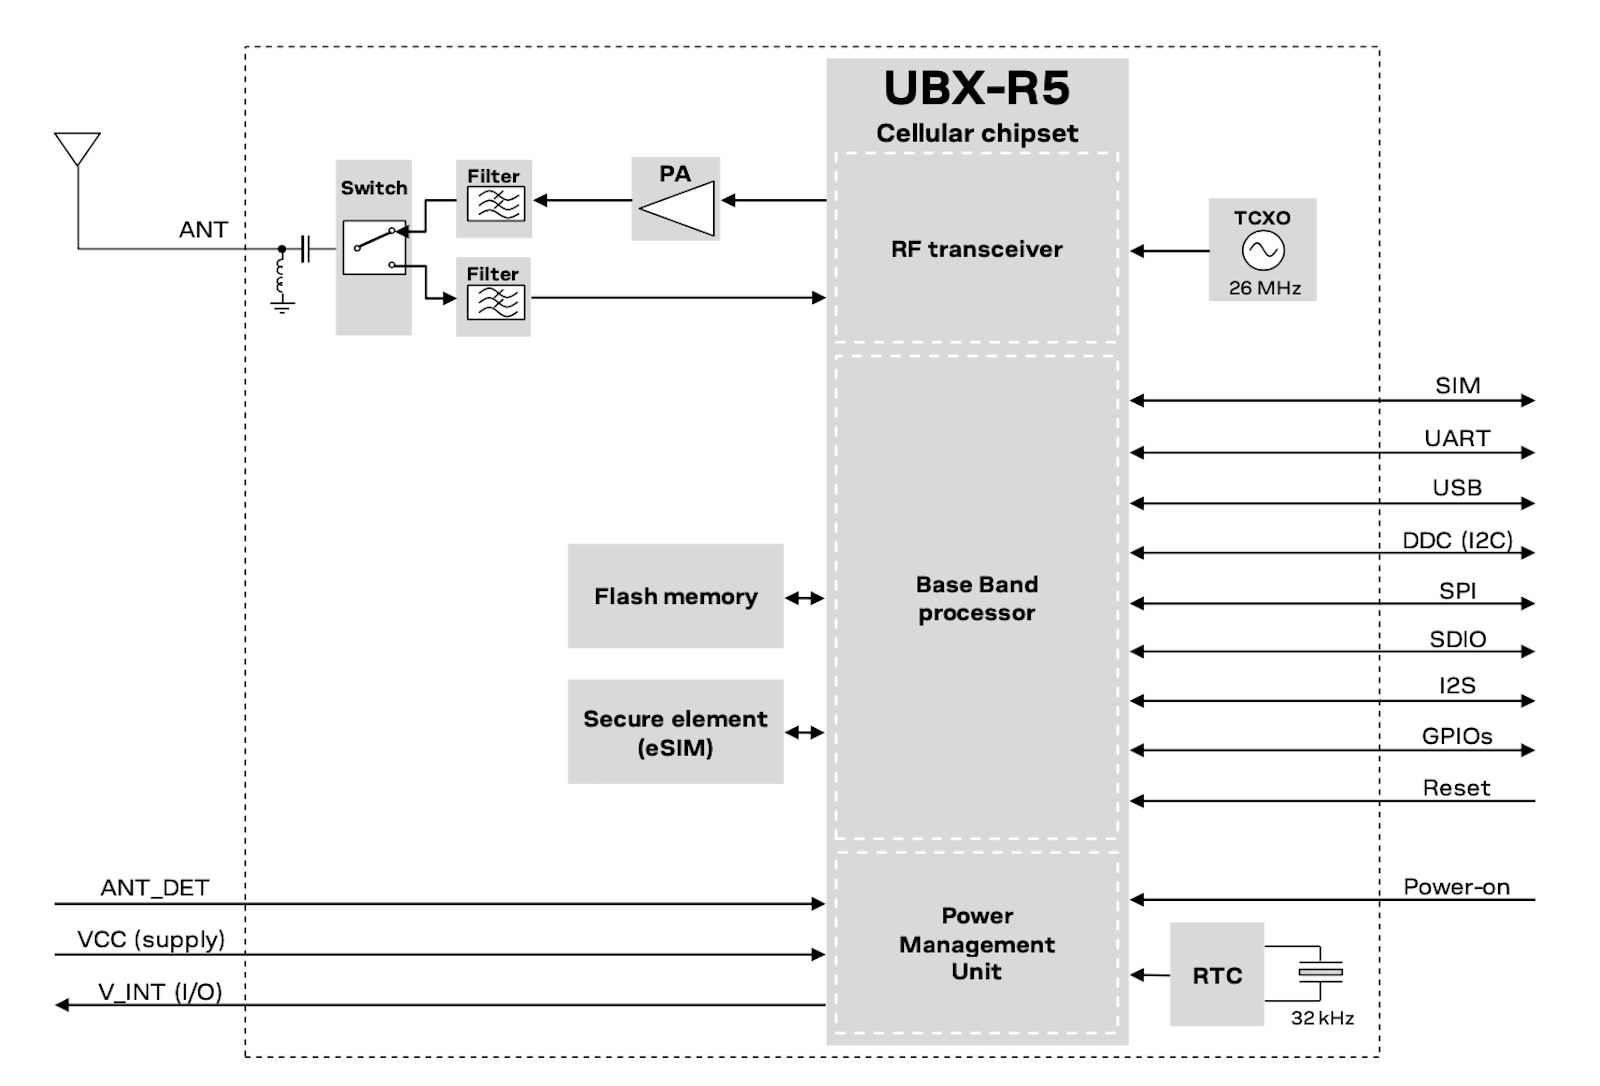 UBX-R5
Cellular chipset
Switch
Filter
PA
ANT
Filter
RF transceiver
TCXO
26 MHz
SIM
UART
USB
DDC (I2C)
SPI
SDIO
I2S
GPIOs
Reset
Flash memory
Base Band
processor
Secure element
(eSIM)
ANT_DET
VCC (supply)
V_INT (I/O)
Power
Management
Unit
Power-on
RTC
32 kHz